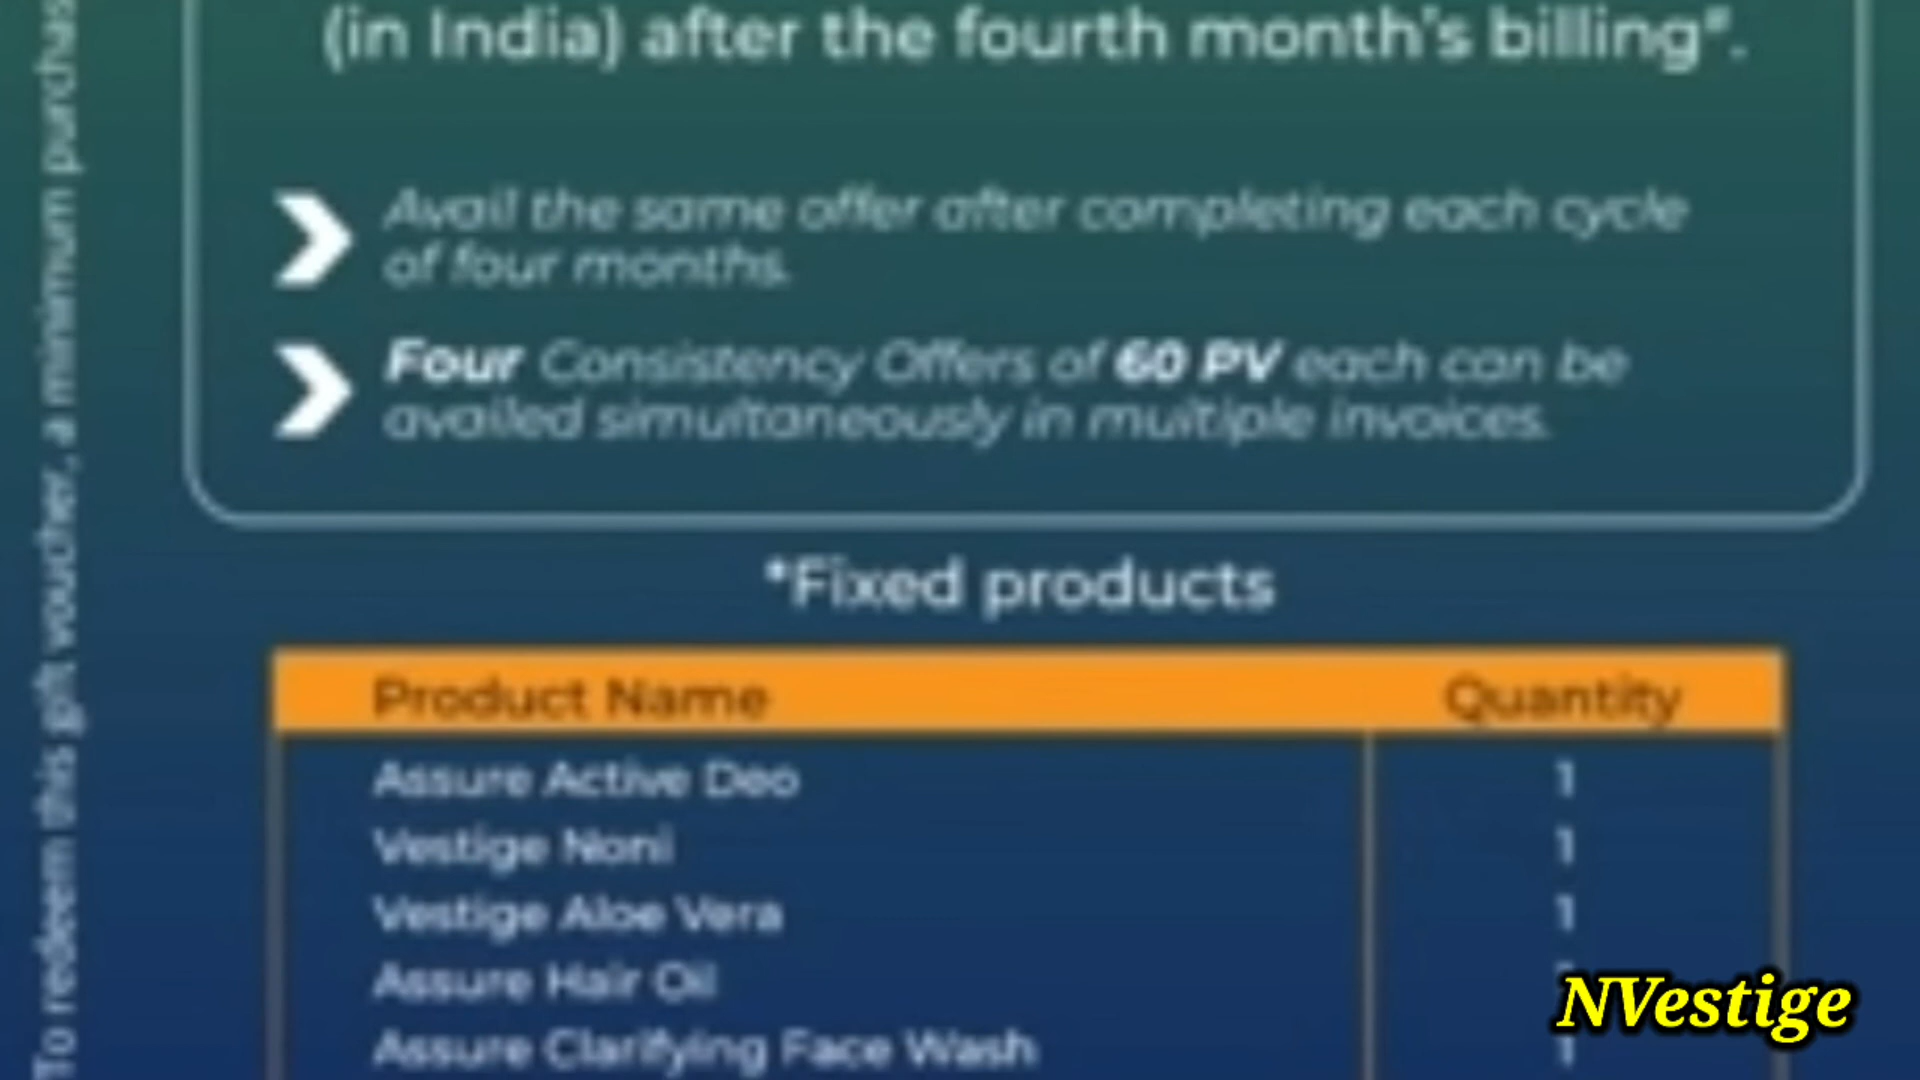 (in India) after the fourth month's billing*.
Avail the same offer after completing each cycle
of four months.
Four Consistency Offers of 60 PV each can be
availed simultaneously in multiple invoices.
*Fixed products
Product Name Quantity
Assure Active Deo 1
Vestige Noni 1
Vestige Aloe Vera 1
Assure Hair Oil
Assure Clarifying Face Wash 1
To redeem this gift voucher, a minimum purchas
NVestige